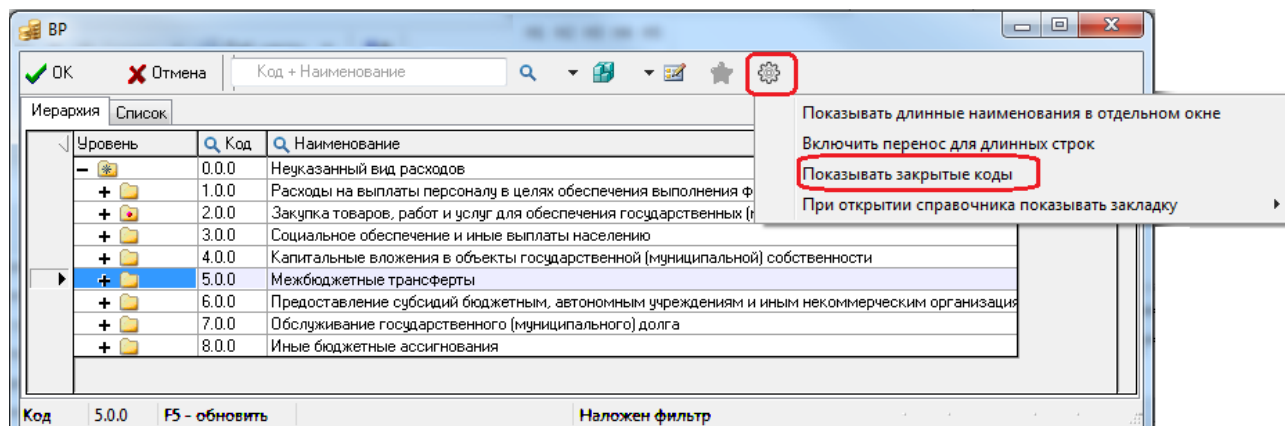 ВР
ОК Отмена Код + Наименование
Показывать длинные наименования в отдельном окне
Включить перенос для длинных строк
Показывать закрытые коды
При открытии справочника показывать закладку
Иерархия Список
Уровень Код Наименование
0.0.0 Неуказанный вид расходов
1.0.0 Расходы на выплаты персоналу в целях обеспечения выполнения ф
2.0.0 Закупка товаров, работ и услуг для обеспечения государственных (
3.0.0 Социальное обеспечение и иные выплаты населению
4.0.0 Капитальные вложения в объекты государственной (муниципальной) собственности
5.0.0 Межбюджетные трансферты
6.0.0 Предоставление субсидий бюджетным, автономным учреждениям и иным некоммерческим организация
7.0.0 Обслуживание государственного (муниципального) долга
8.0.0 Иные бюджетные ассигнования
Код 5.0.0 F5 - обновить Наложен фильтр